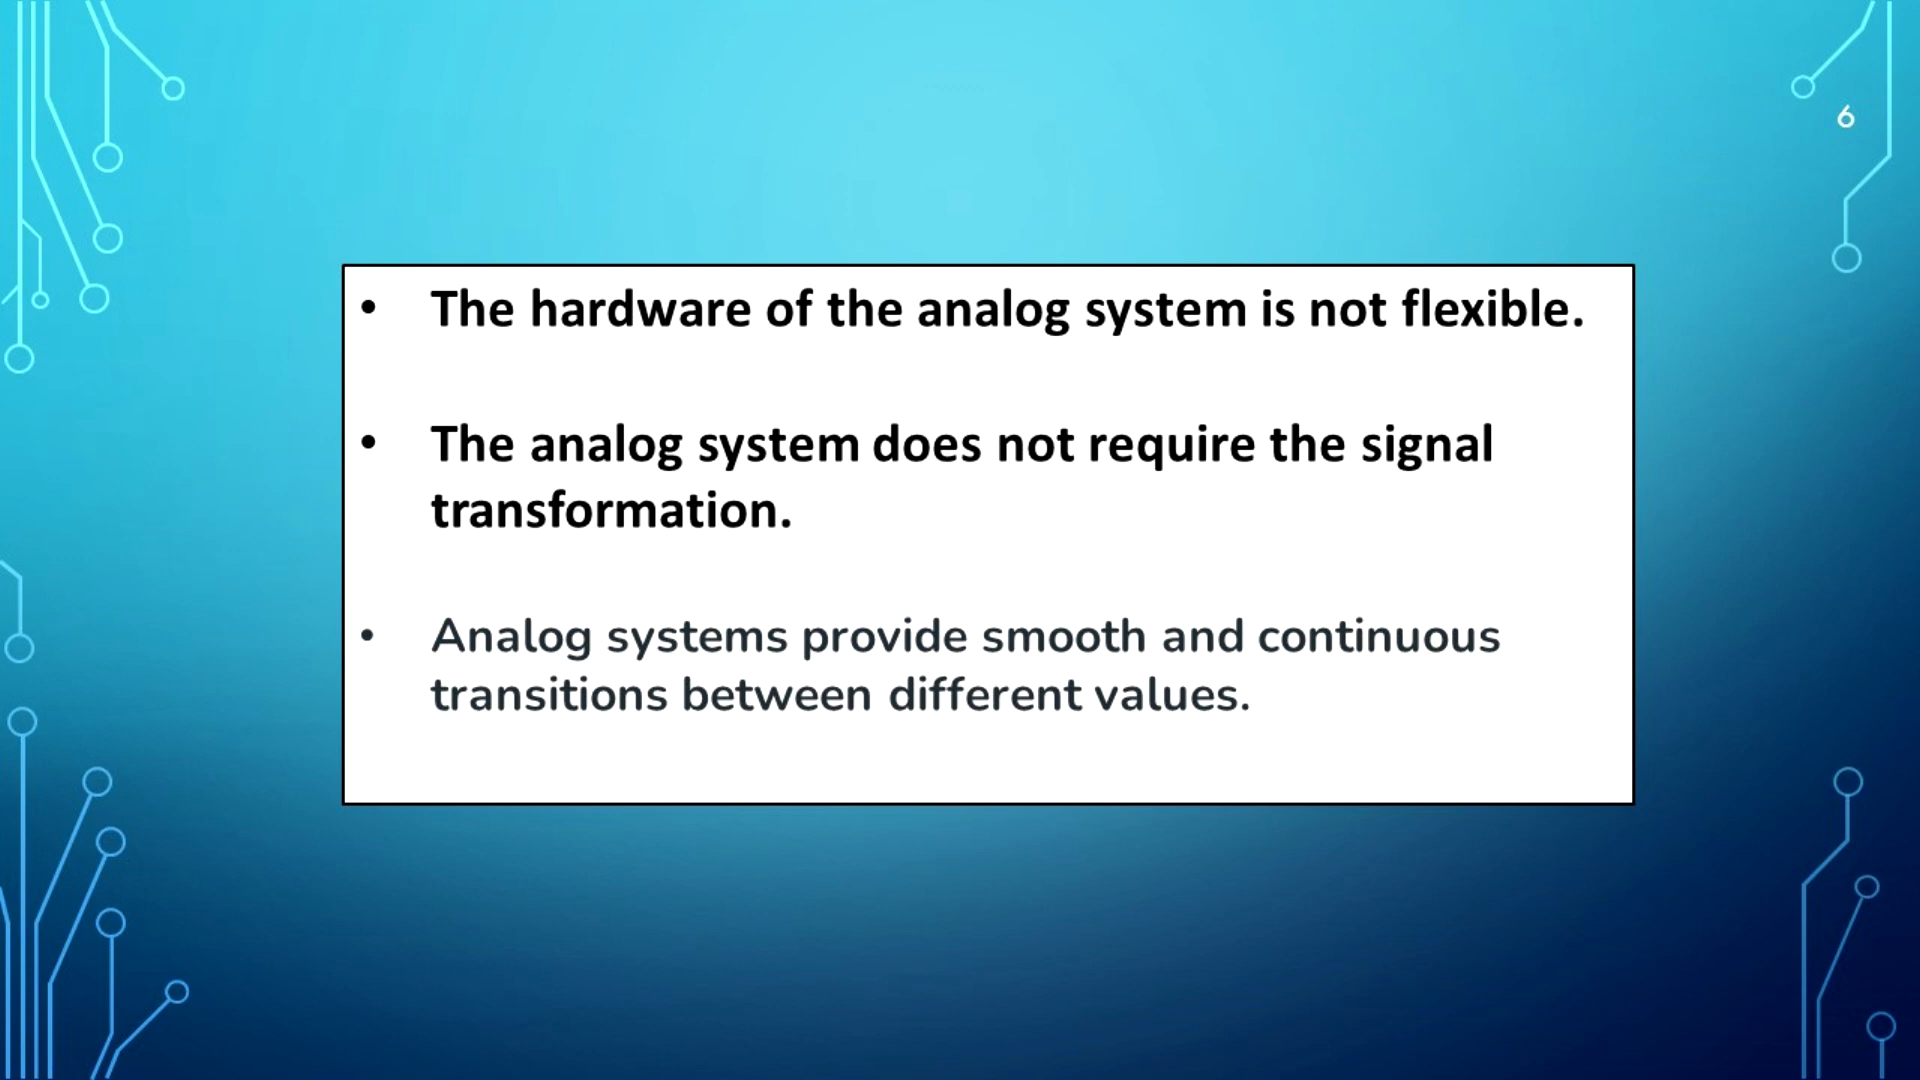 6
• The hardware of the analog system is not flexible.
• The analog system does not require the signal
transformation.
• Analog systems provide smooth and continuous
transitions between different values.